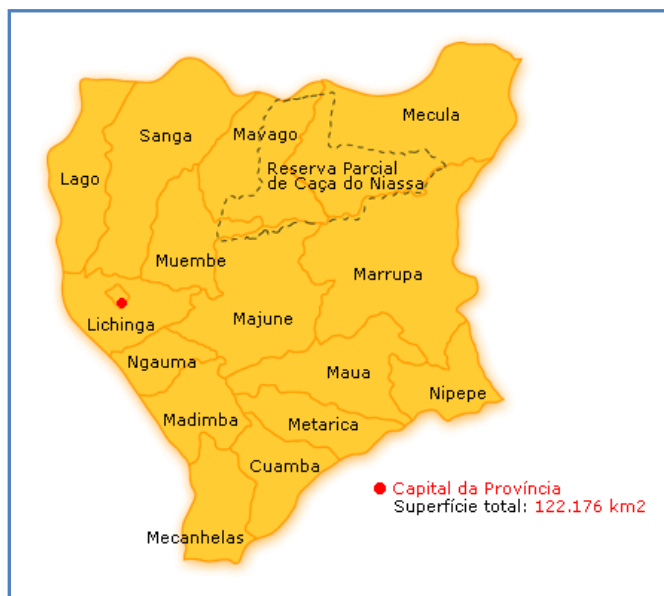 Mecula
Sanga
Mavago
Reserva Parcial
de Caça do Niassa
Lago
Muembe
Marrupa
Lichinga
Majune
Ngauma
Maua
Nipepe
Madimba
Metarica
Cuamba
Capital da Província
Superfície total: 122.176 km2
Mecanhelas